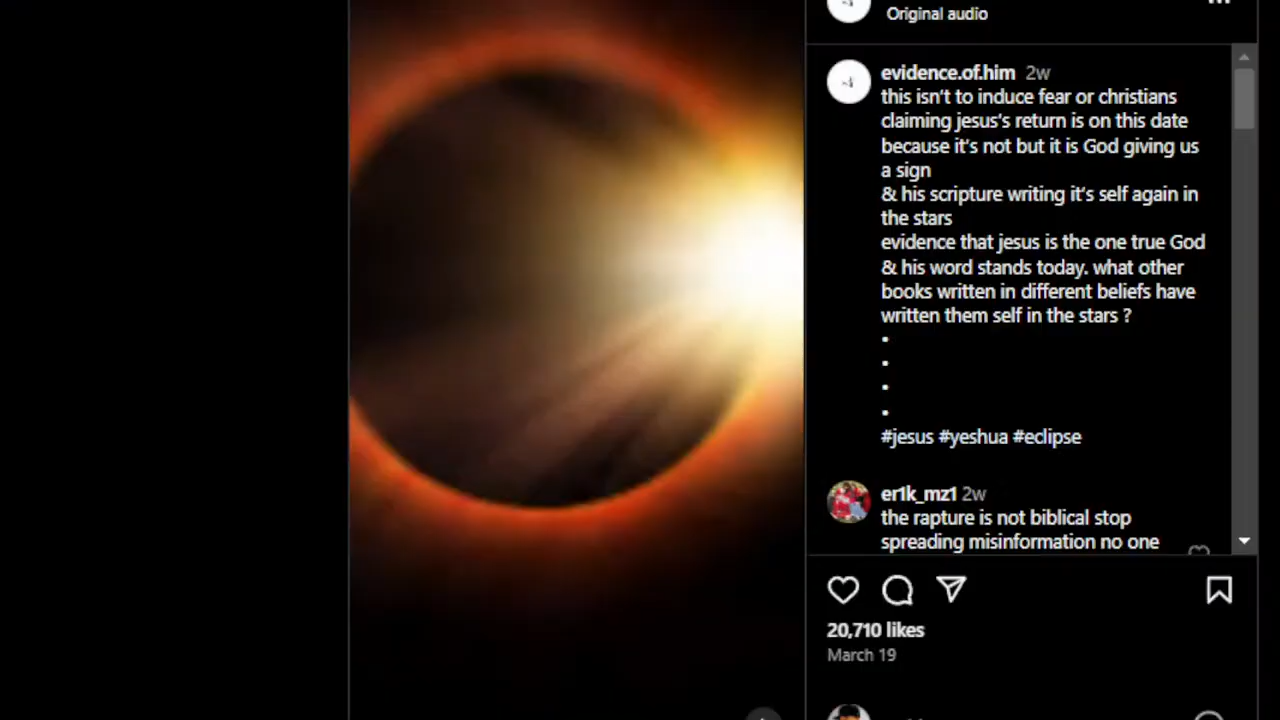 Original audio
evidence.of.him 2w
this isn't to induce fear or christians
claiming jesus's return is on this date
because it's not but it is God giving us
a sign
& his scripture writing it's self again in
the stars
evidence that jesus is the one true God
& his word stands today. what other
books written in different beliefs have
written them self in the stars ?
.
.
.
.
#jesus #yeshua #eclipse
er1k_mz1 2w
the rapture is not biblical stop
spreading misinformation no one
20,710 likes
March 19